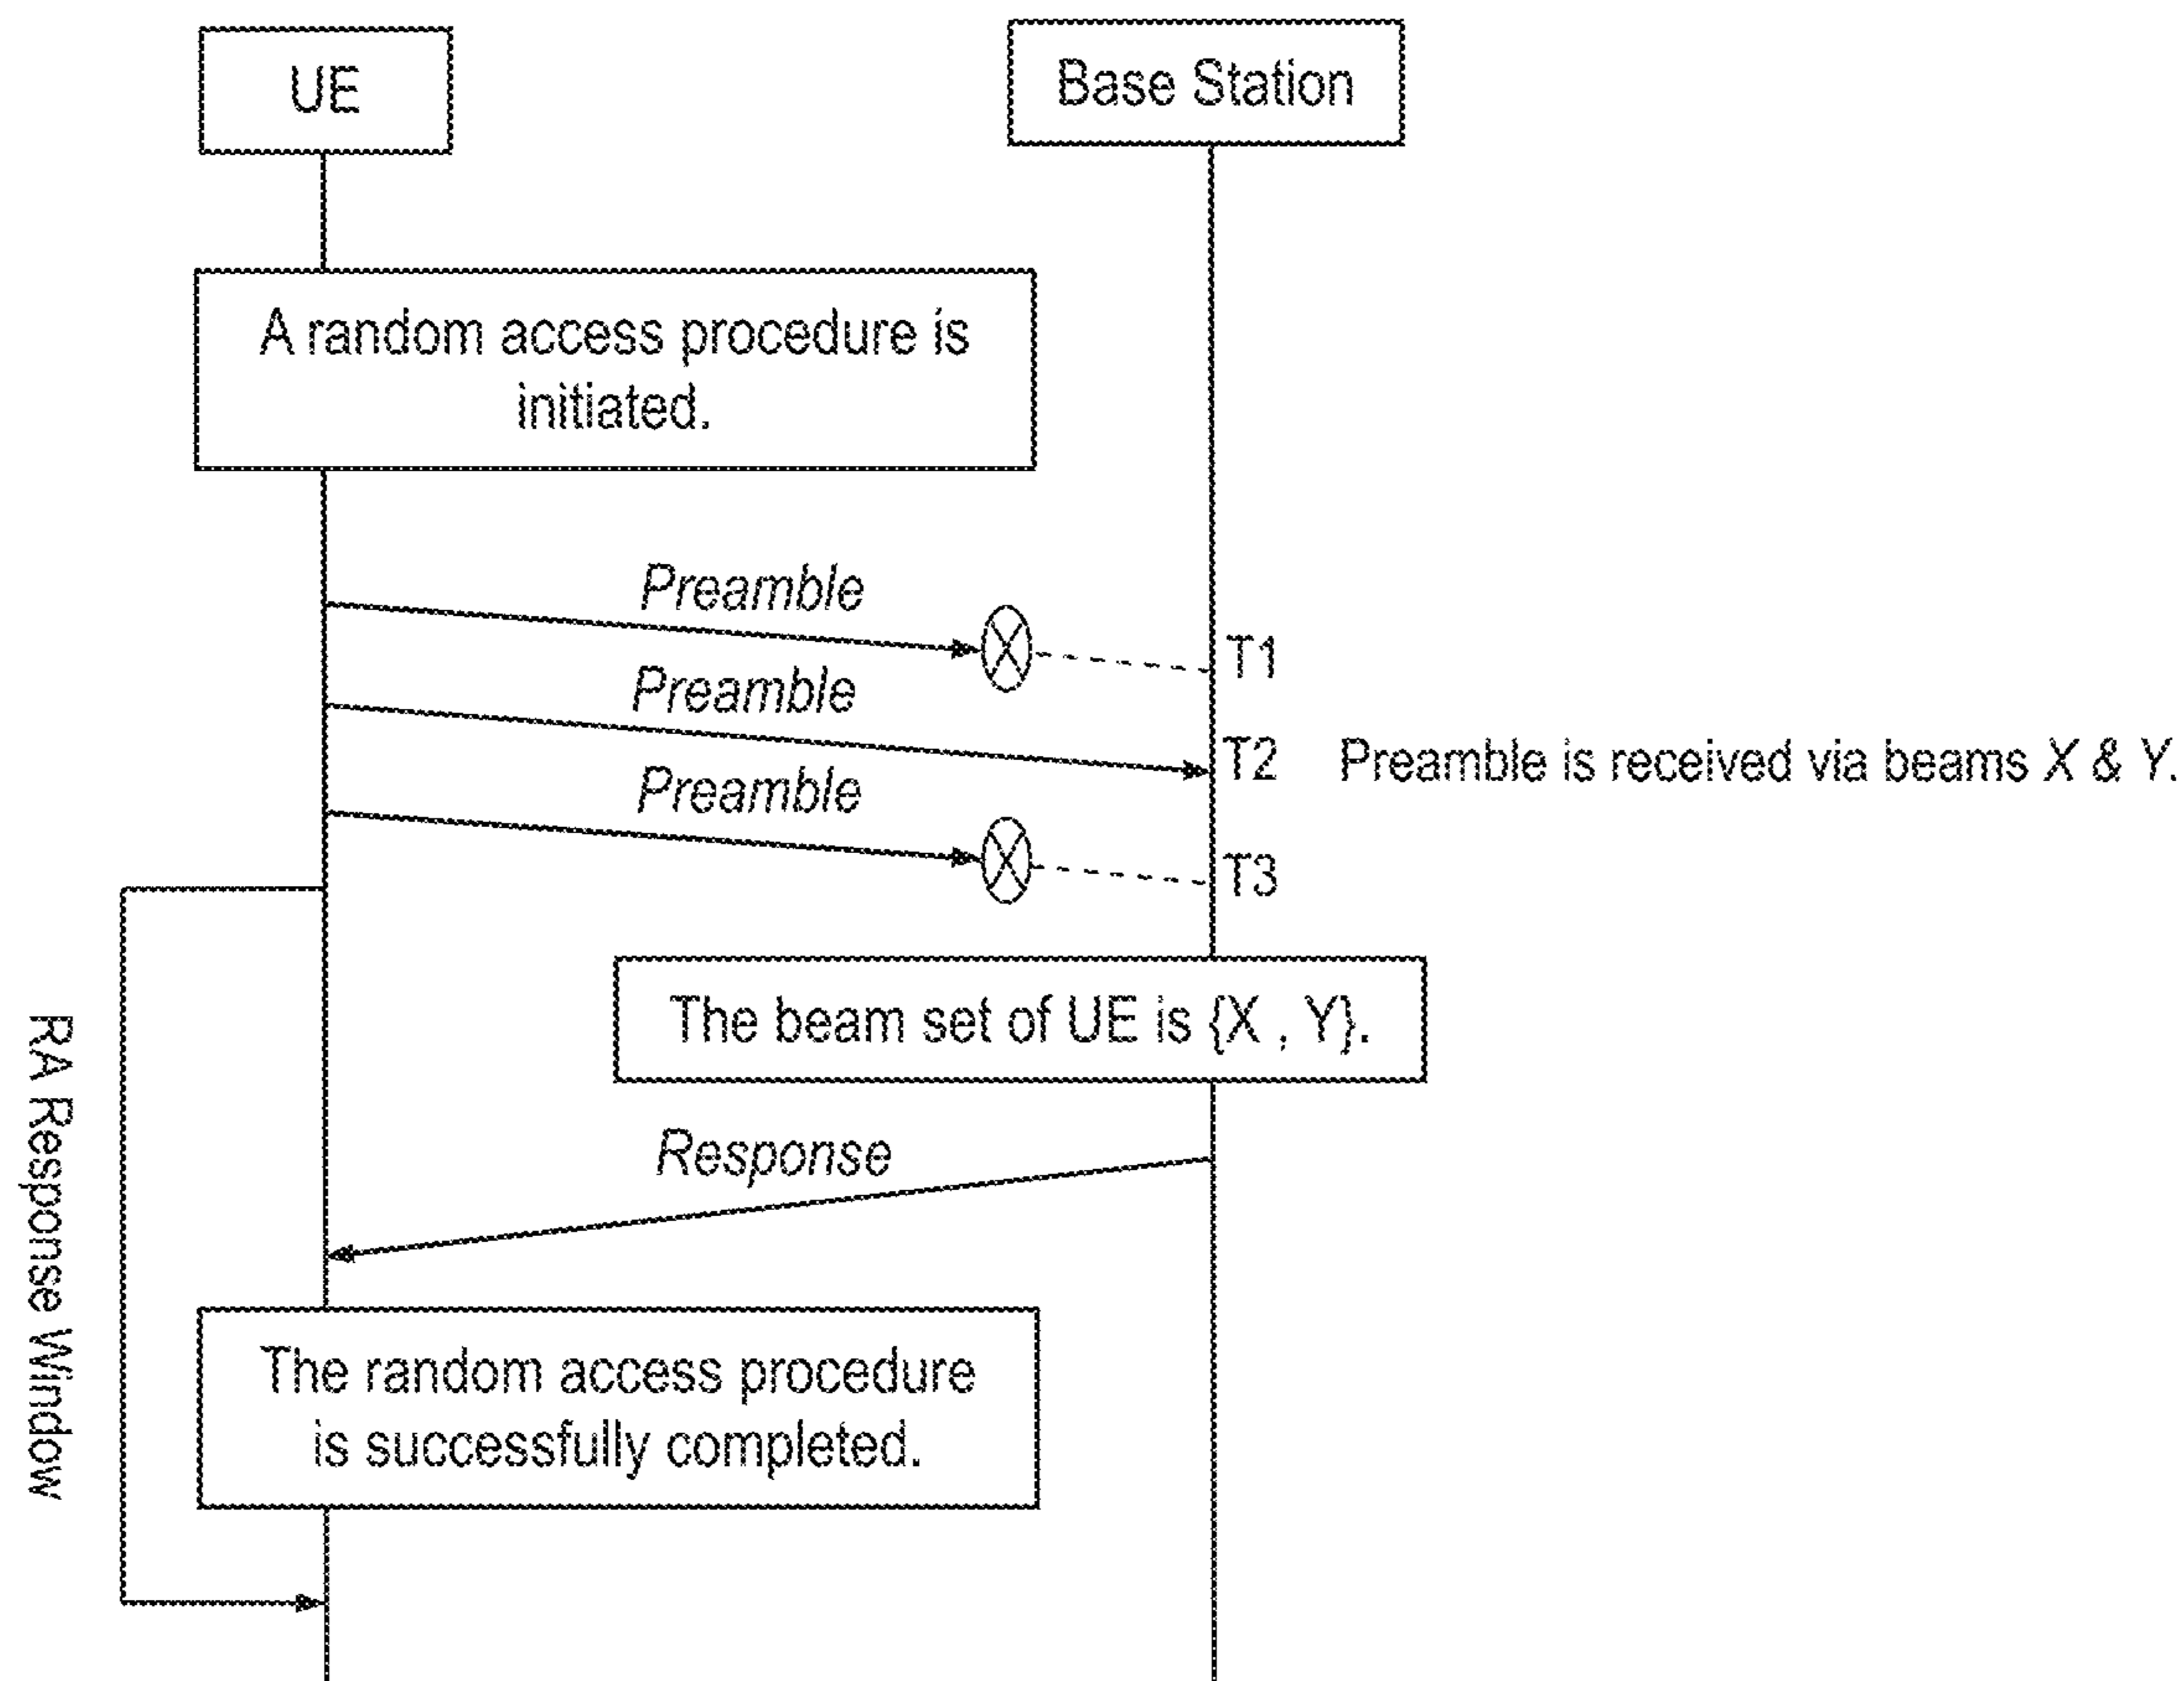 UE
Base Station
A random access procedure is
initiated.
Preamble
T1
Preamble
T2 Preamble is received via beams X & Y.
Preamble
T3
The beam set of UE is {X , Y}.
RA Response Window
Response
The random access procedure
is successfully completed.